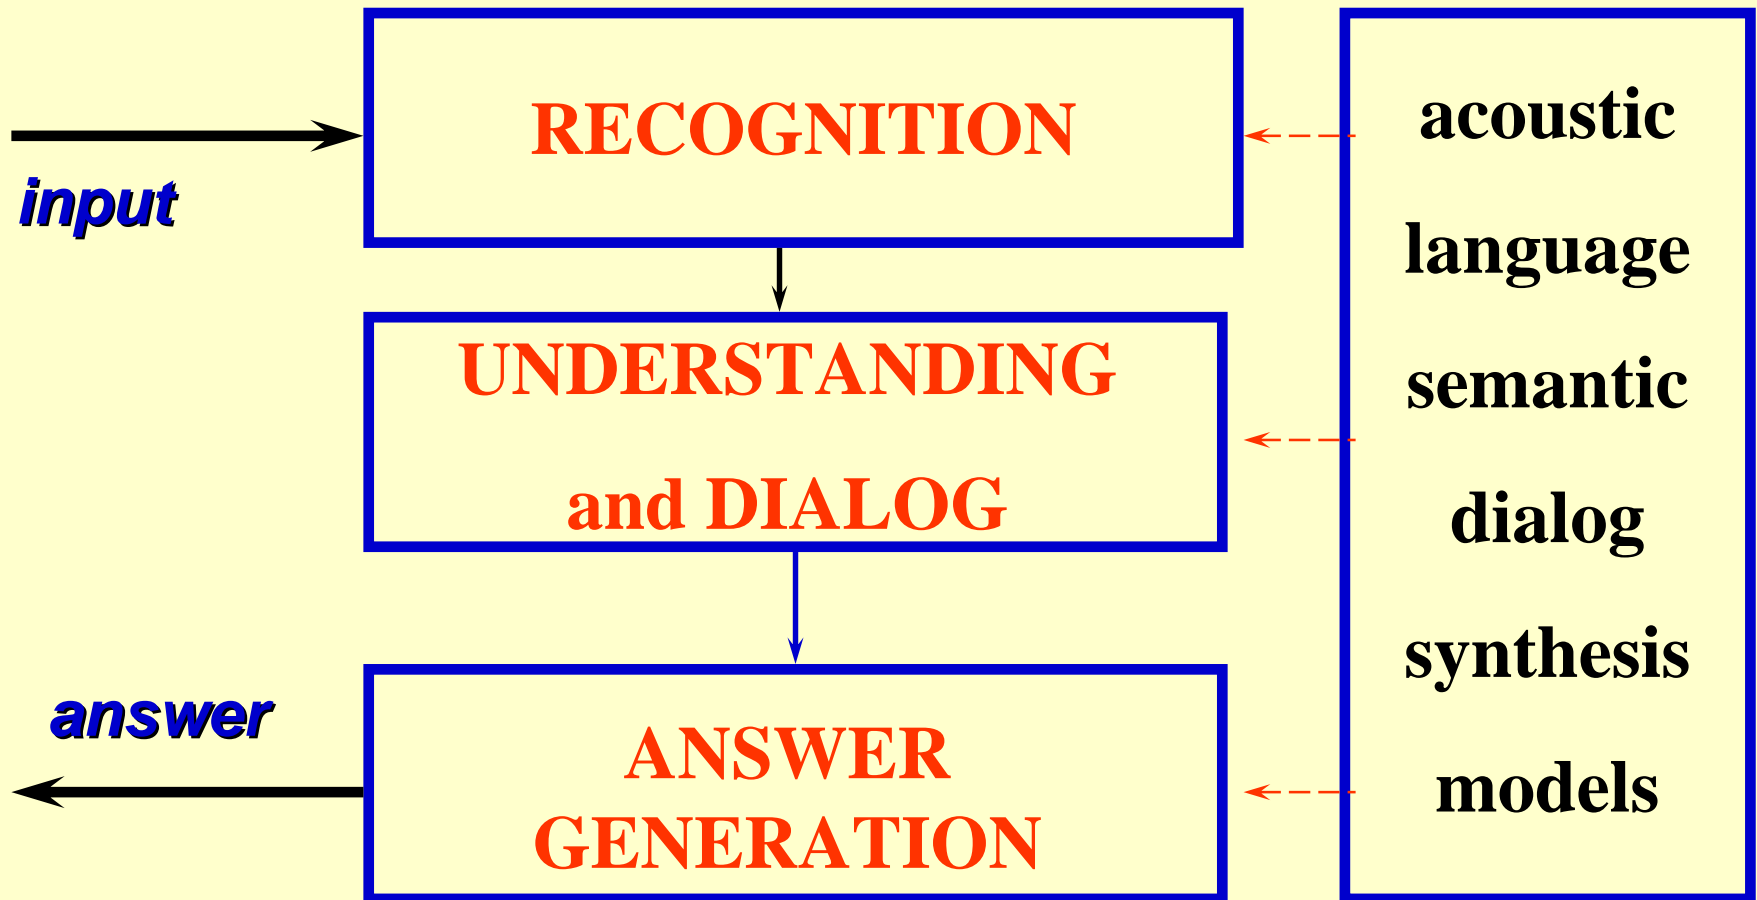 RECOGNITION
input
UNDERSTANDING
and DIALOG
answer
ANSWER
GENERATION
acoustic
language
semantic
dialog
synthesis
models